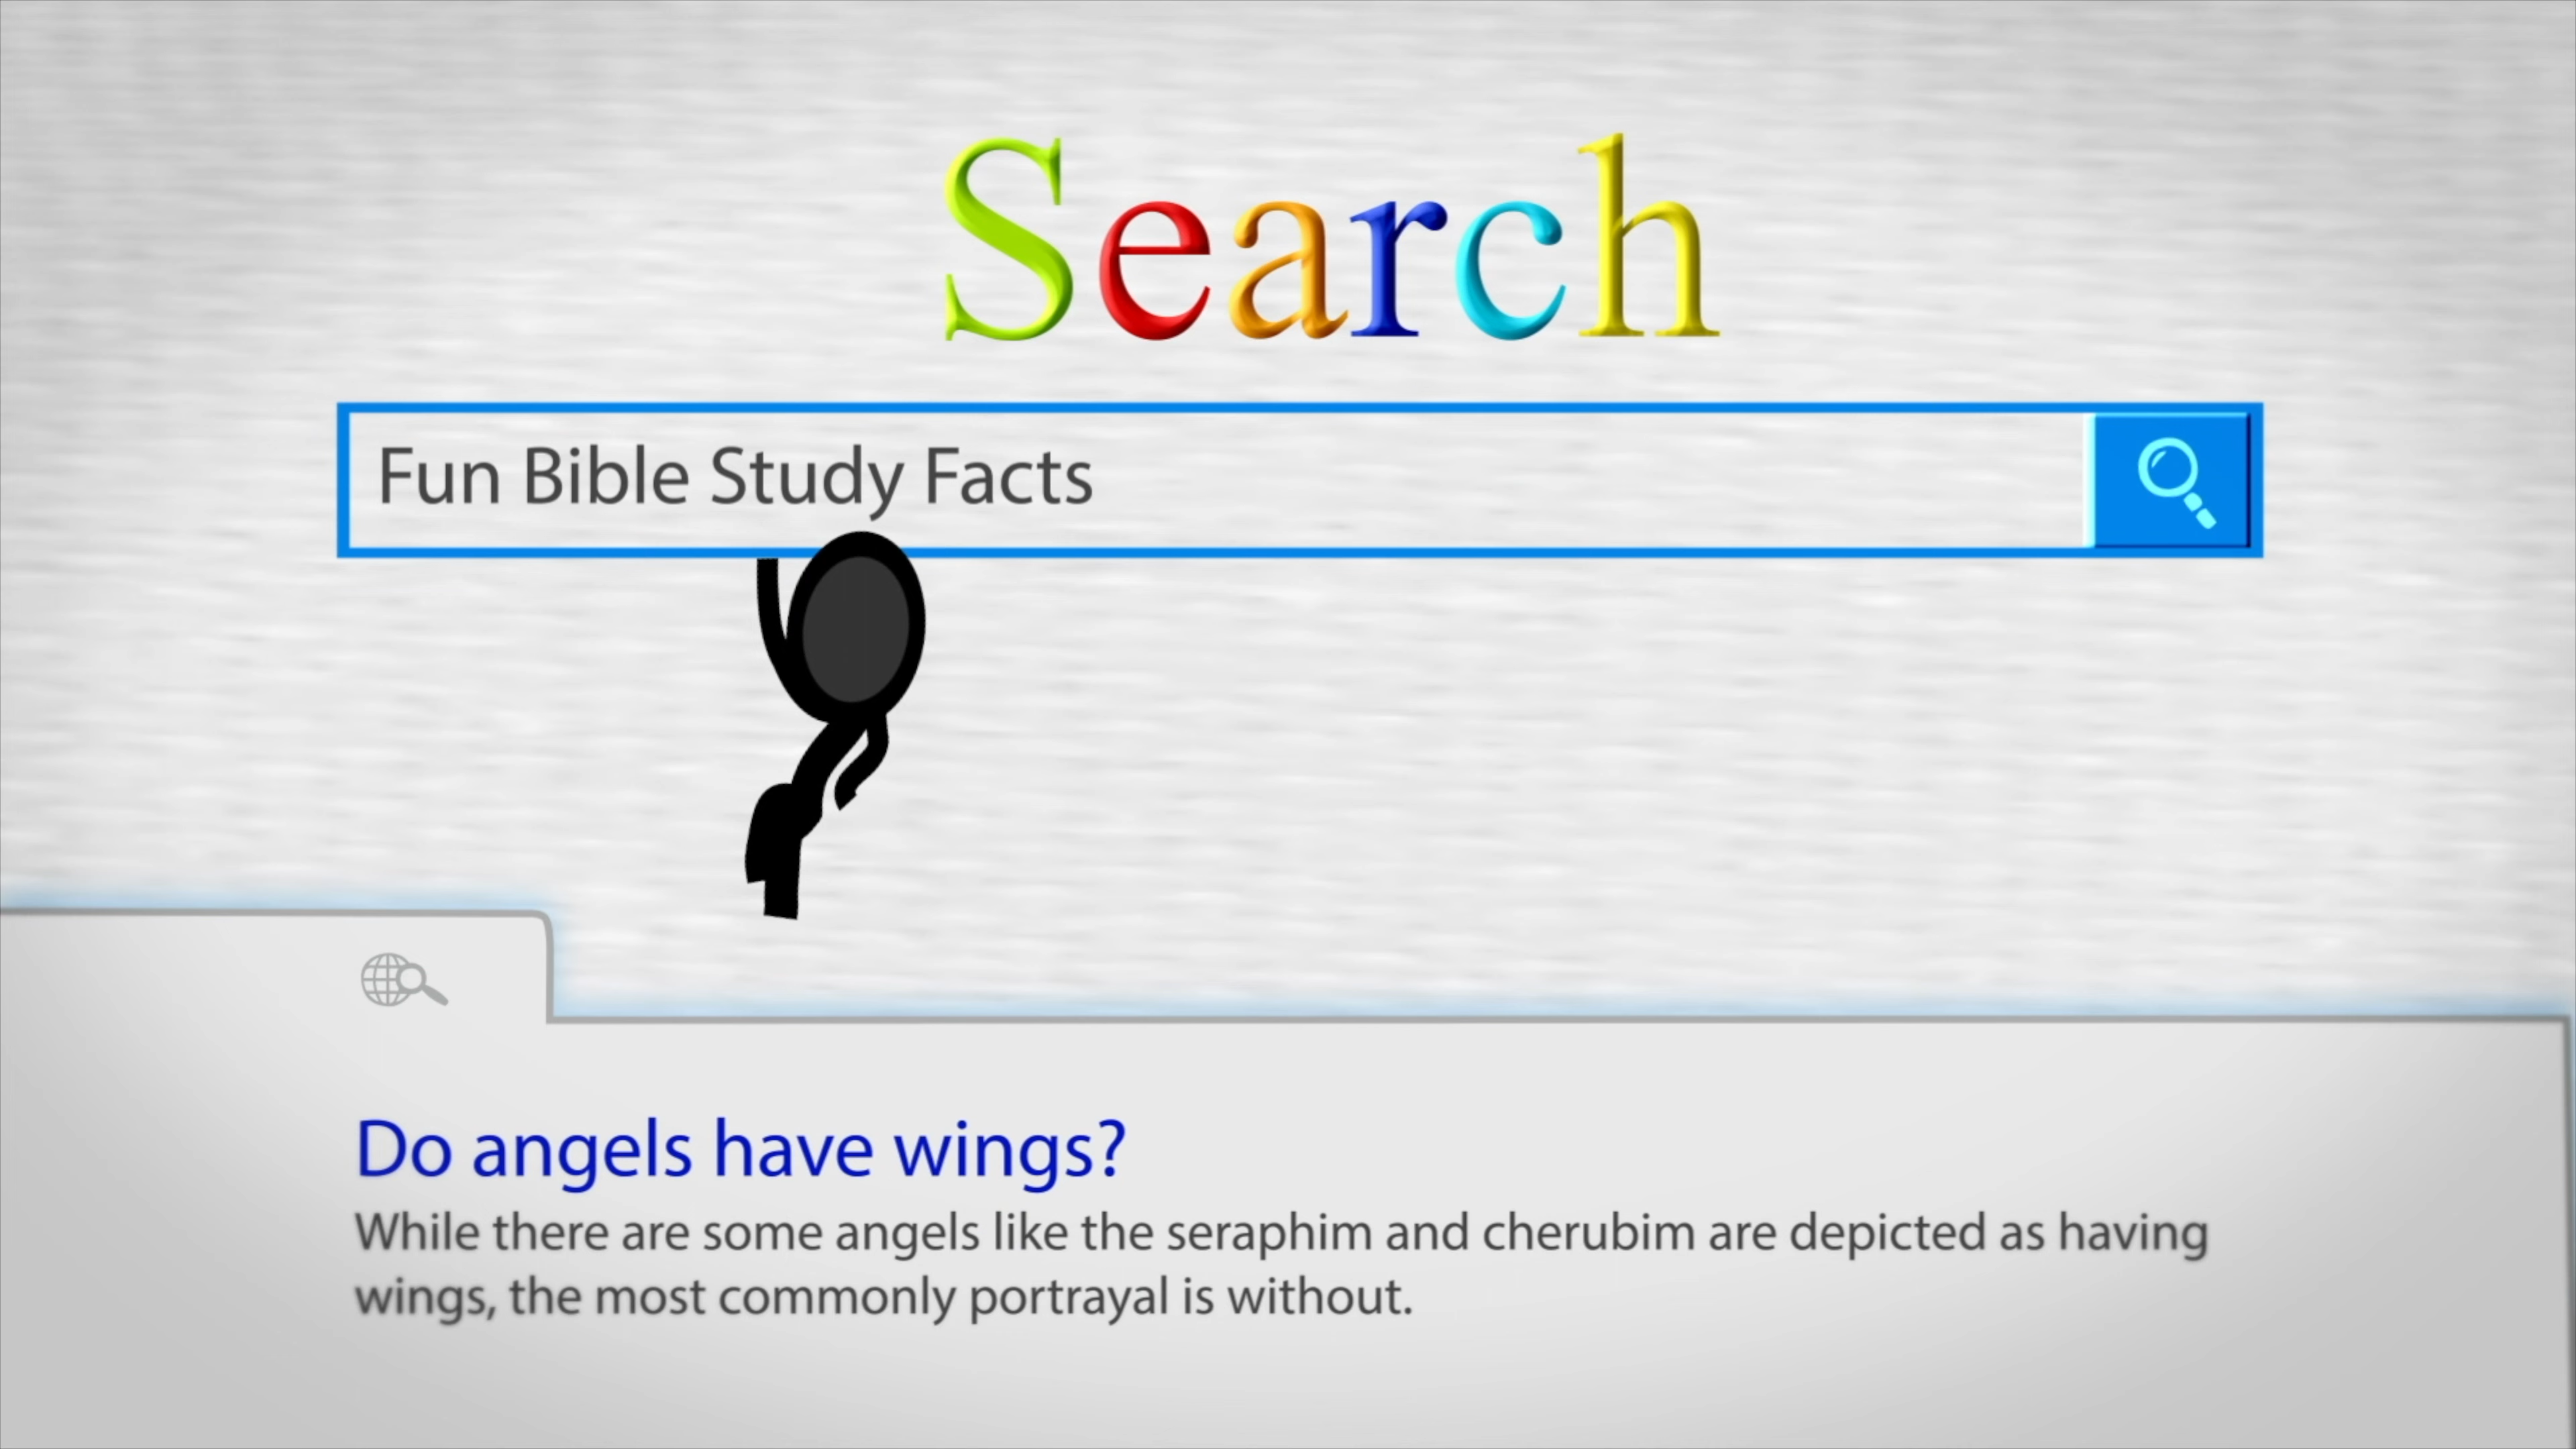 Search
Fun Bible Study Facts
Do angels have wings?
While there are some angels like the seraphim and cherubim are depicted as having
wings, the most commonly portrayal is without.